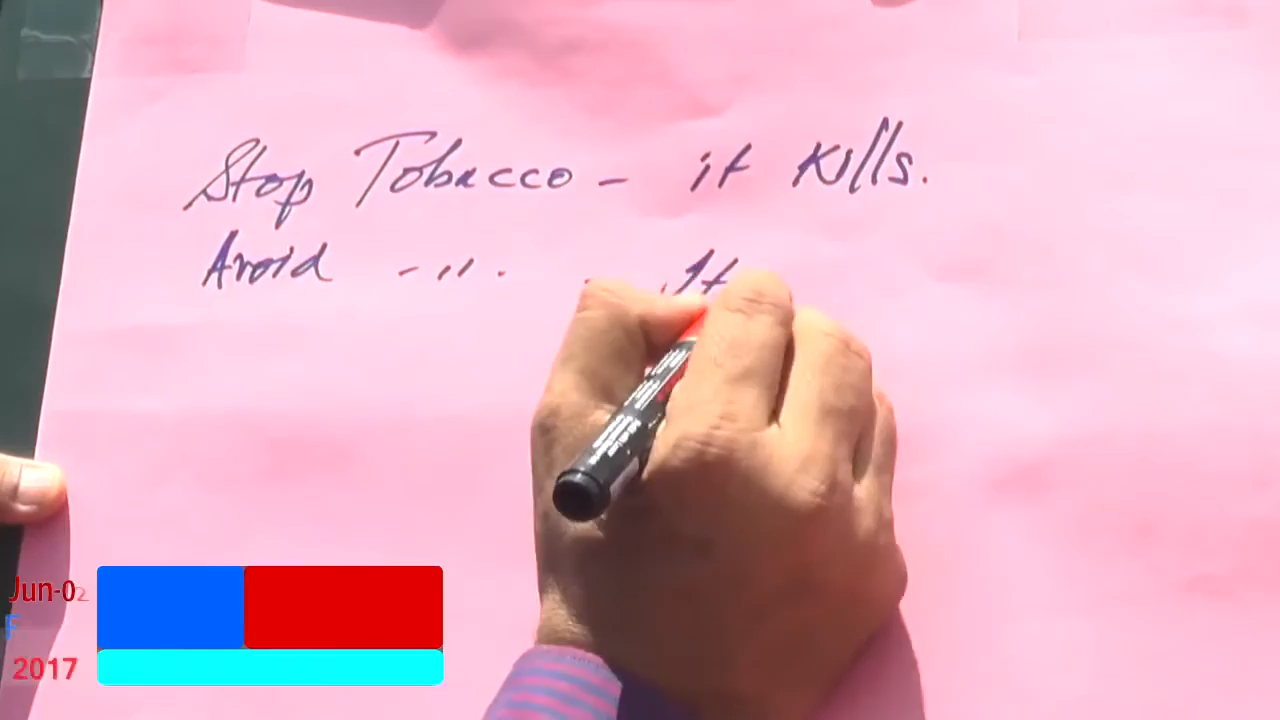 Stop Tobacco - it Kills.
Avoid - 〃 . - It
Jun-02
F
2017